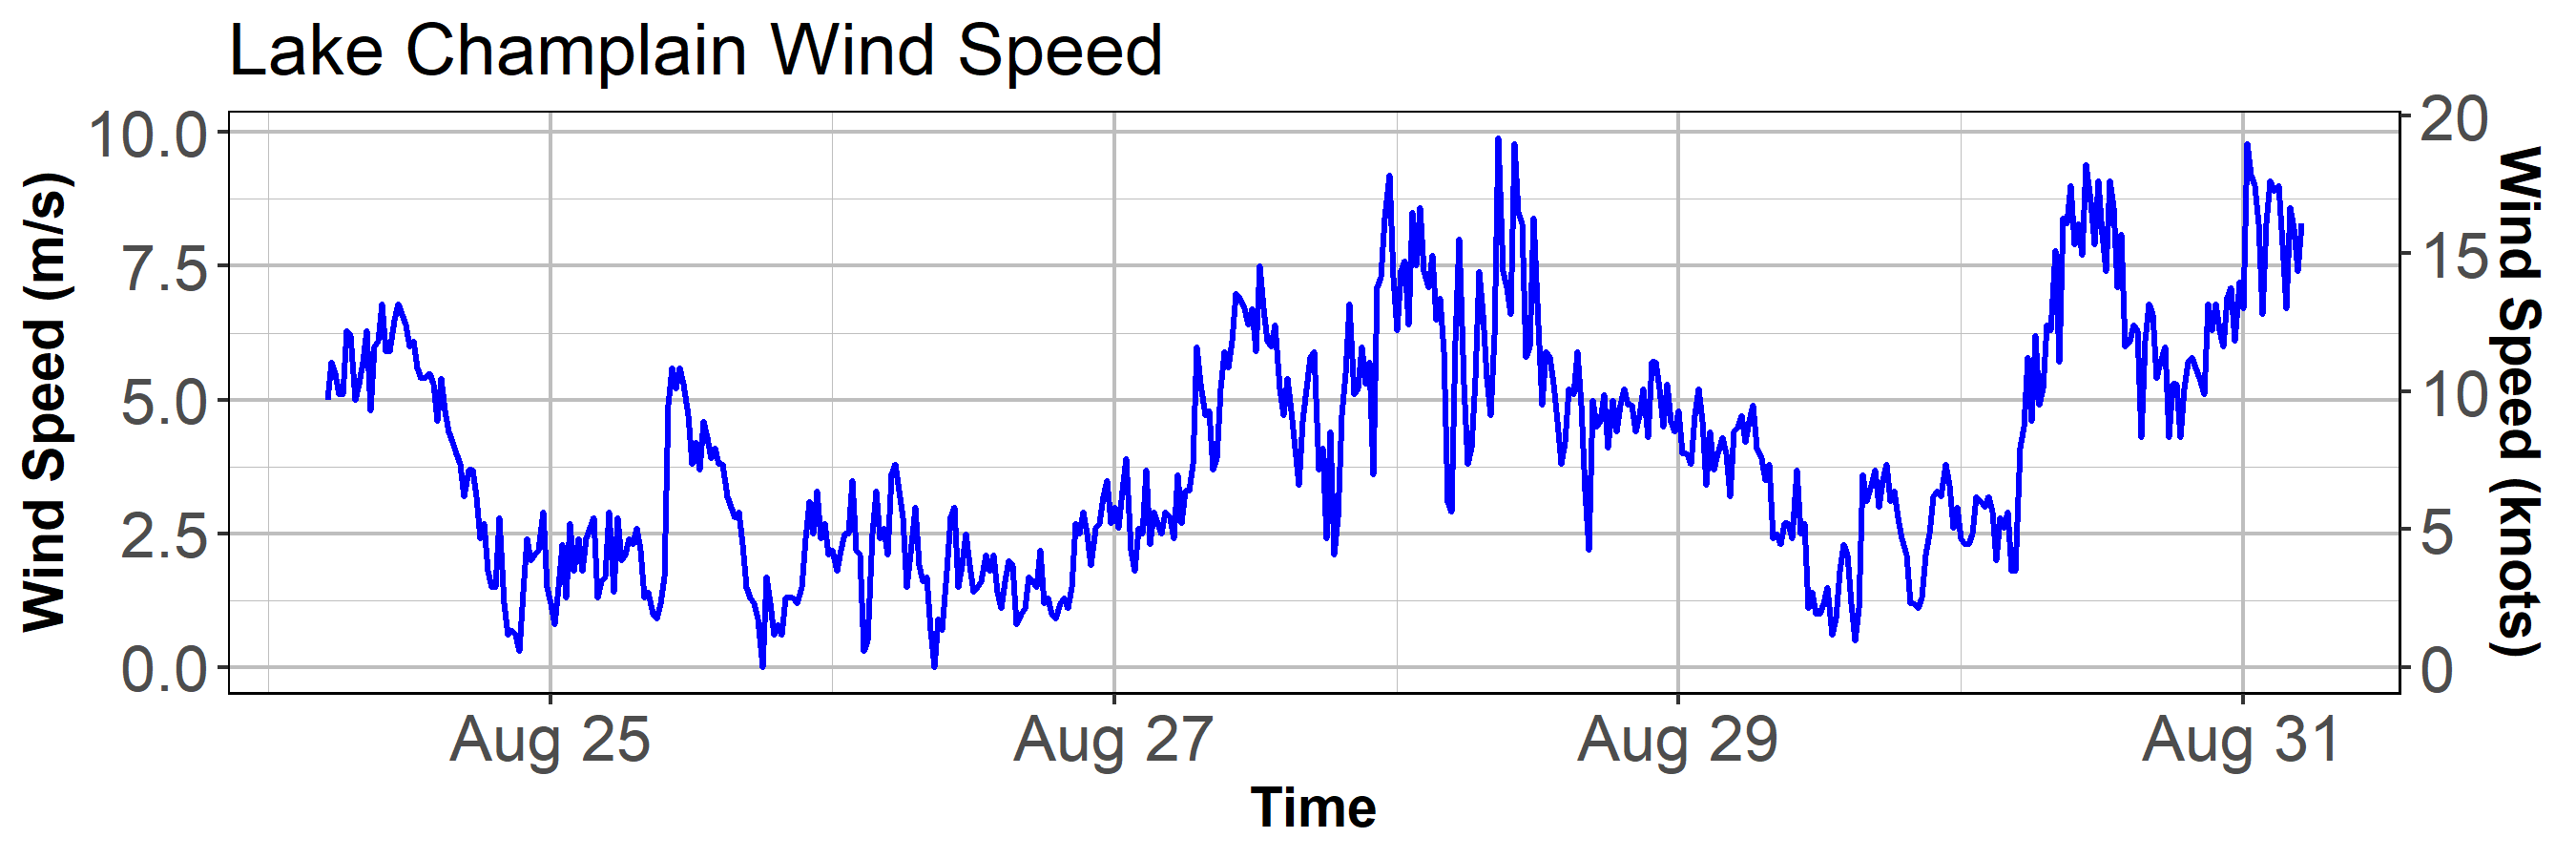 Lake Champlain Wind Speed
Wind Speed (m/s)
10.0
7.5
5.0
2.5
0.0
20
15
10
5
0
Wind Speed (knots)
Aug 25
Aug 27
Aug 29
Aug 31
Time